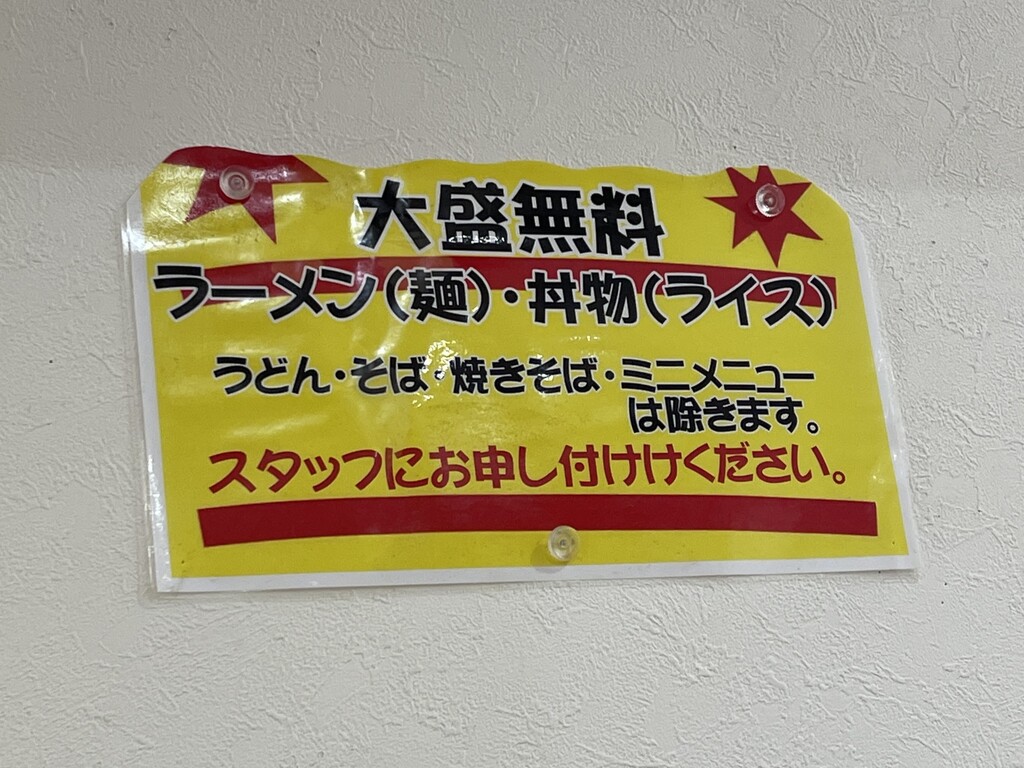 大盛無料
ラーメン(麺)・丼物(ライス)
うどん・そば・焼きそば・ミニメニュー
は除きます。
スタッフにお申し付けけください。